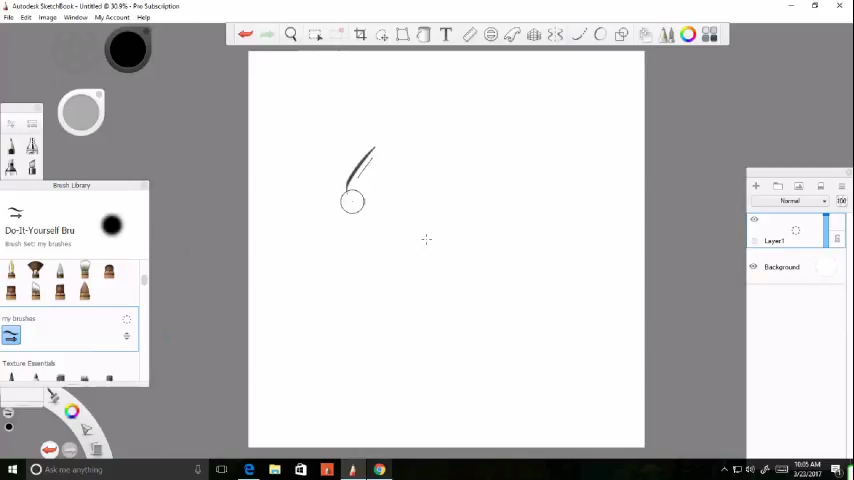 Autodesk SketchBook - Untitled @ 30.9% - Pro Subscription
File Edit Image Window My Account Help
T
Brush Library
Do-It-Yourself Bru
Brush Set: my brushes
my brushes
Texture Essentials
Normal
100
Layer1
Background
Ask me anything
10:05 AM
3/23/2017